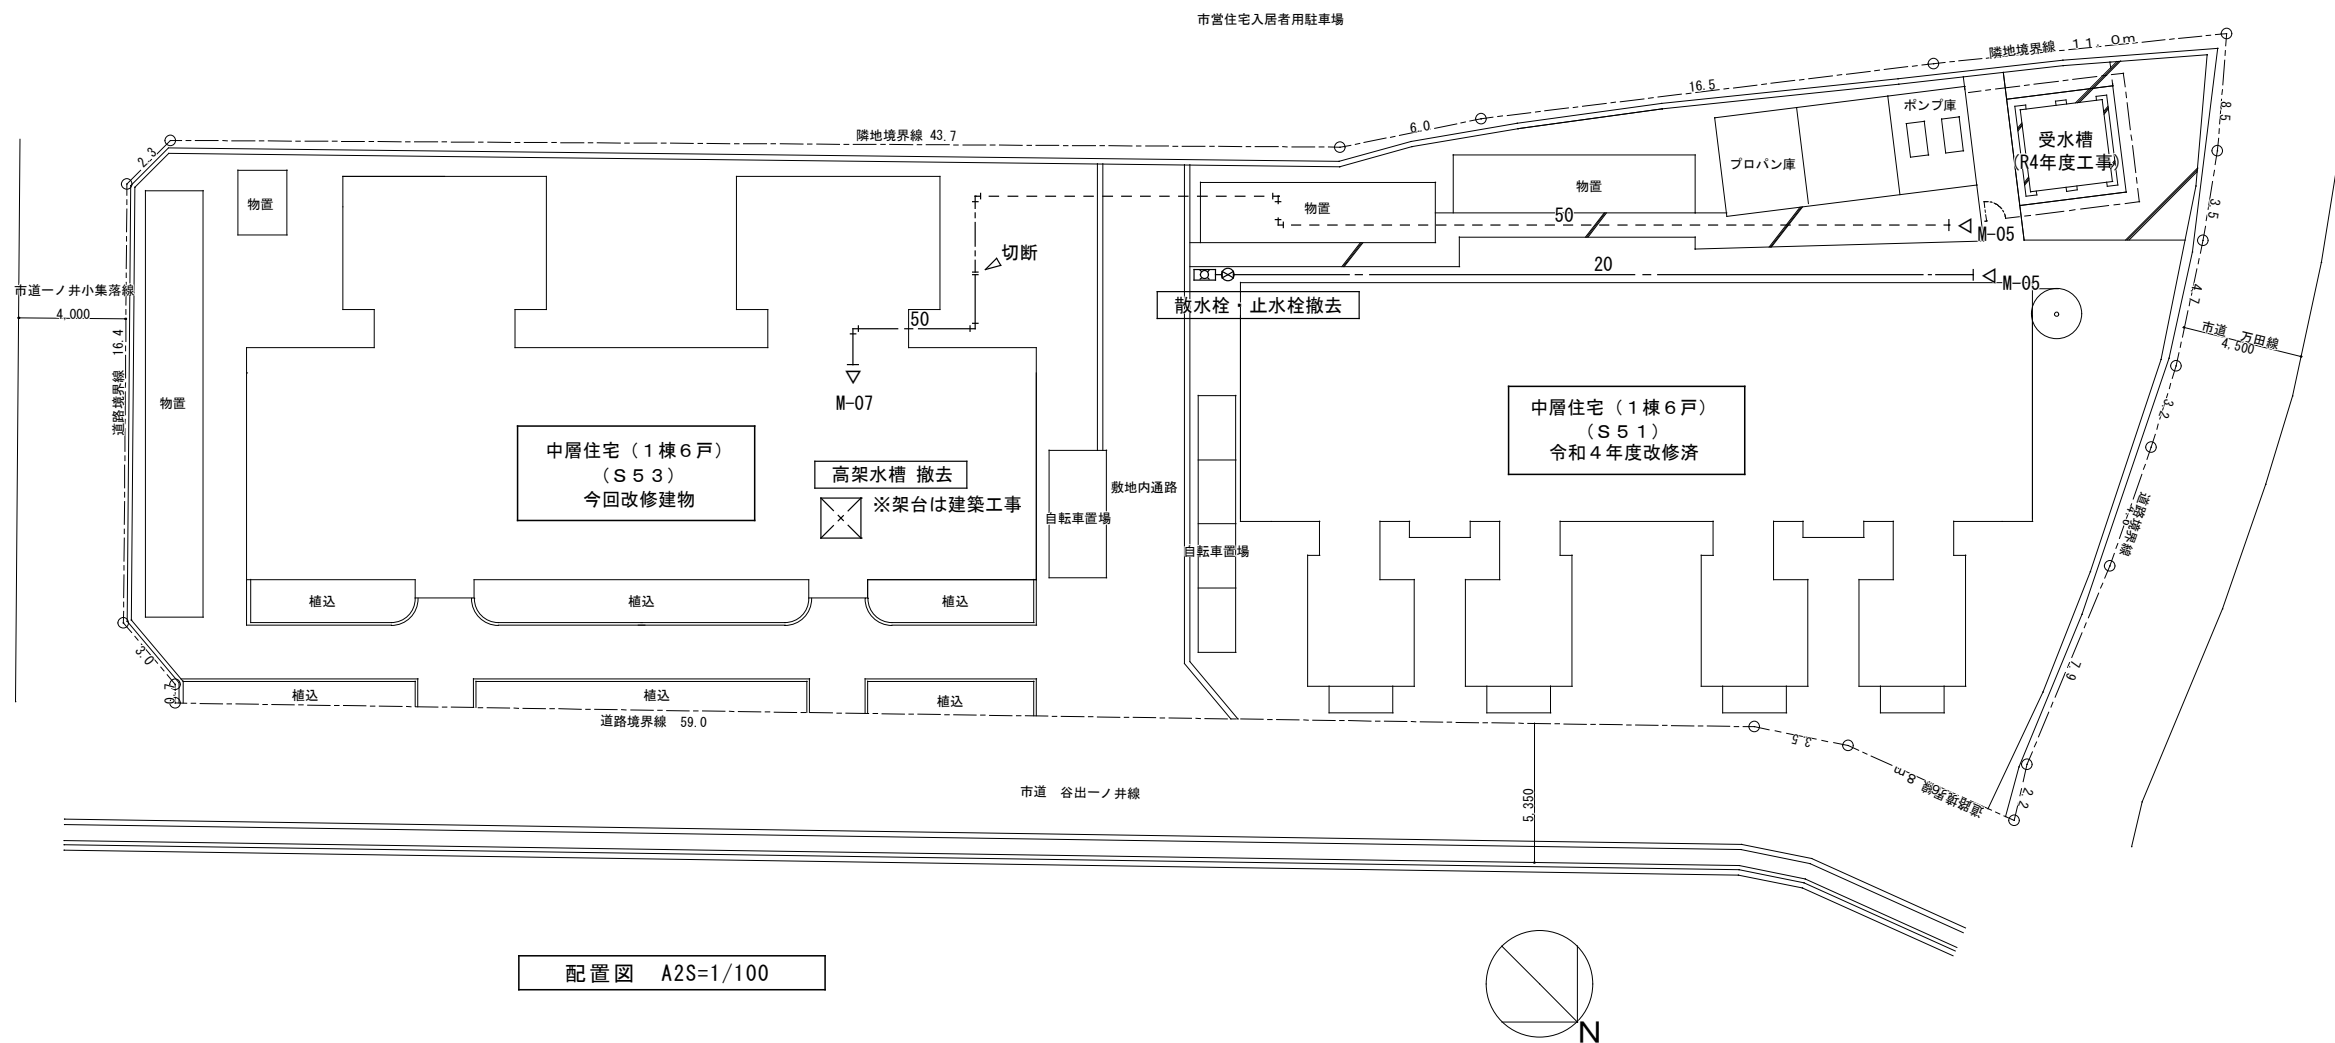 市営住宅入居者用駐車場
隣地境界線 11.0m
16.5
6.0
隣地境界線 43.7
2.3
8.5
ポンプ庫
受水槽
(R4年度工事)
プロパン庫
物置
物置
物置
50
M-05
3.5
切断
20
M-05
散水栓・止水栓撤去
市道一ノ井小集落線
4,000
道路境界線 16.4
物置
50
M-07
4.7
市道 万田線
4,500
3.2
中層住宅（1棟6戸）
（S53）
今回改修建物
高架水槽 撤去
※架台は建築工事
自転車置場
敷地内通路
自転車置場
中層住宅（1棟6戸）
（S51）
令和4年度改修済
道路境界線
植込
植込
植込
7.9
3.0
0.7
植込
植込
植込
道路境界線 59.0
3.5
道路境界線 8m
2.2
市道 谷出一ノ井線
5,350
配置図 A2S=1/100
N